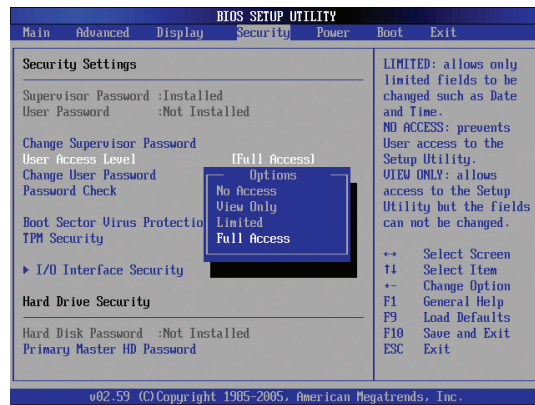 BIOS SETUP UTILITY
Main Advanced Display Security Power Boot Exit
Security Settings
Supervisor Password :Installed
User Password :Not Installed
Change Supervisor Password
User Access Level [Full Access]
Change User Password
Password Check
Boot Sector Virus Protectio
TPM Security
I/O Interface Security
Hard Drive Security
Hard Disk Password :Not Installed
Primary Master HD Password
Options
No Access
View Only
Limited
Full Access
LIMITED: allows only
limited fields to be
changed such as Date
and Time.
NO ACCESS: prevents
User access to the
Setup Utility.
VIEW ONLY: allows
access to the Setup
Utility but the fields
can not be changed.
↔ Select Screen
↑↓ Select Item
+- Change Option
F1 General Help
F9 Load Defaults
F10 Save and Exit
ESC Exit
v02.59 (C)Copyright 1985-2005, American Megatrends, Inc.